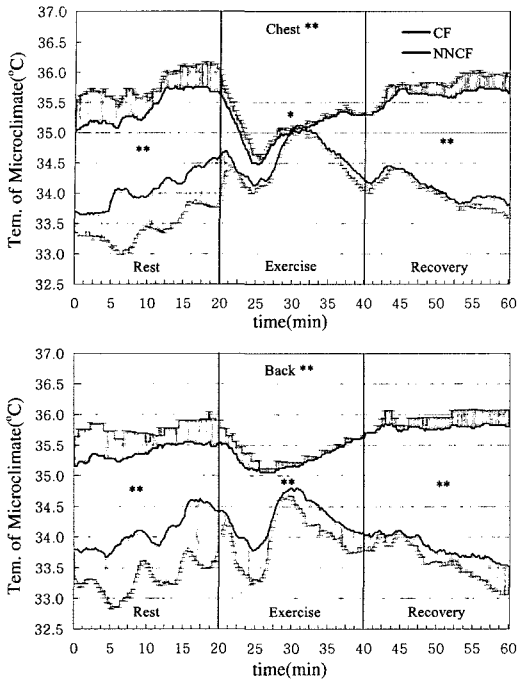 Tem. of Microclimate(°C)
37.0
36.5
36.0
35.5
35.0
34.5
34.0
33.5
33.0
32.5
Chest **
CF
NNCF
**
*
**
Rest
Exercise
Recovery
0 5 10 15 20 25 30 35 40 45 50 55 60
time(min)
Tem. of Microclimate(°C)
37.0
36.5
36.0
35.5
35.0
34.5
34.0
33.5
33.0
32.5
Back **
**
**
**
Rest
Exercise
Recovery
0 5 10 15 20 25 30 35 40 45 50 55 60
time(min)